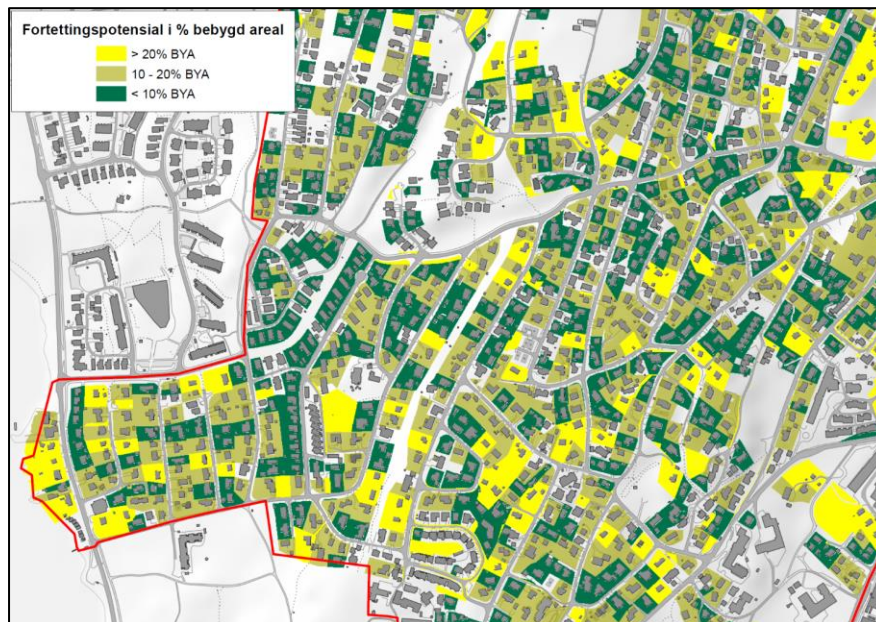 Fortettingspotensial i % bebygd areal
> 20% BYA
10 - 20% BYA
< 10% BYA